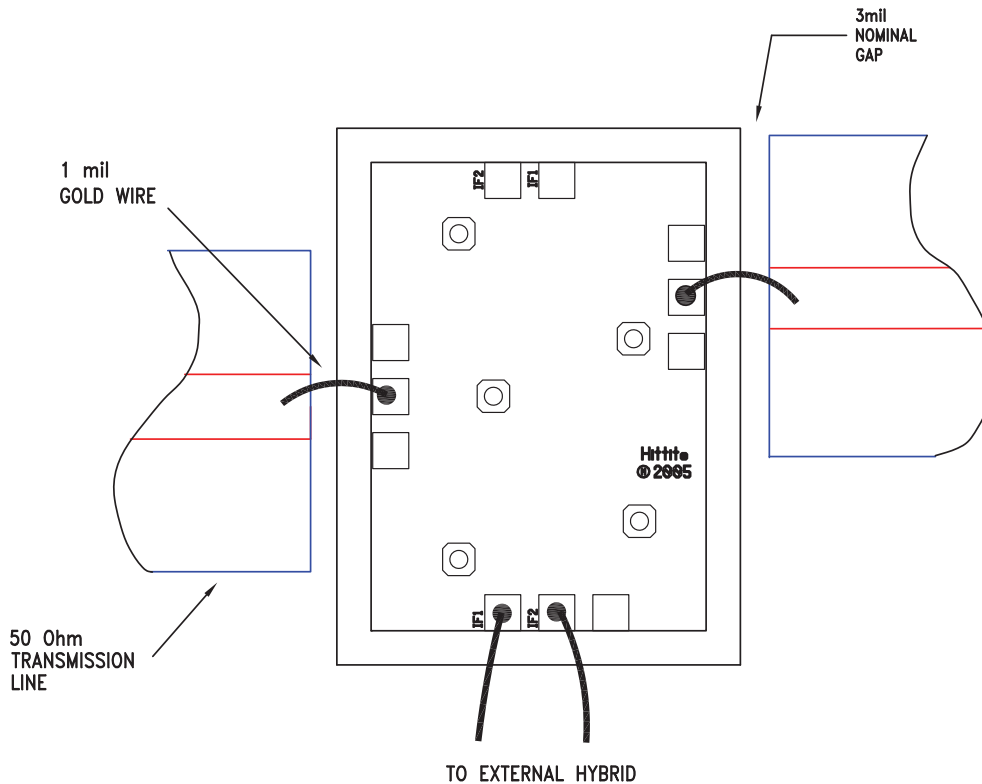 3mil
NOMINAL
GAP
1 mil
GOLD WIRE
IF2
IF1
Hittite
® 2005
IF1
IF2
50 Ohm
TRANSMISSION
LINE
TO EXTERNAL HYBRID